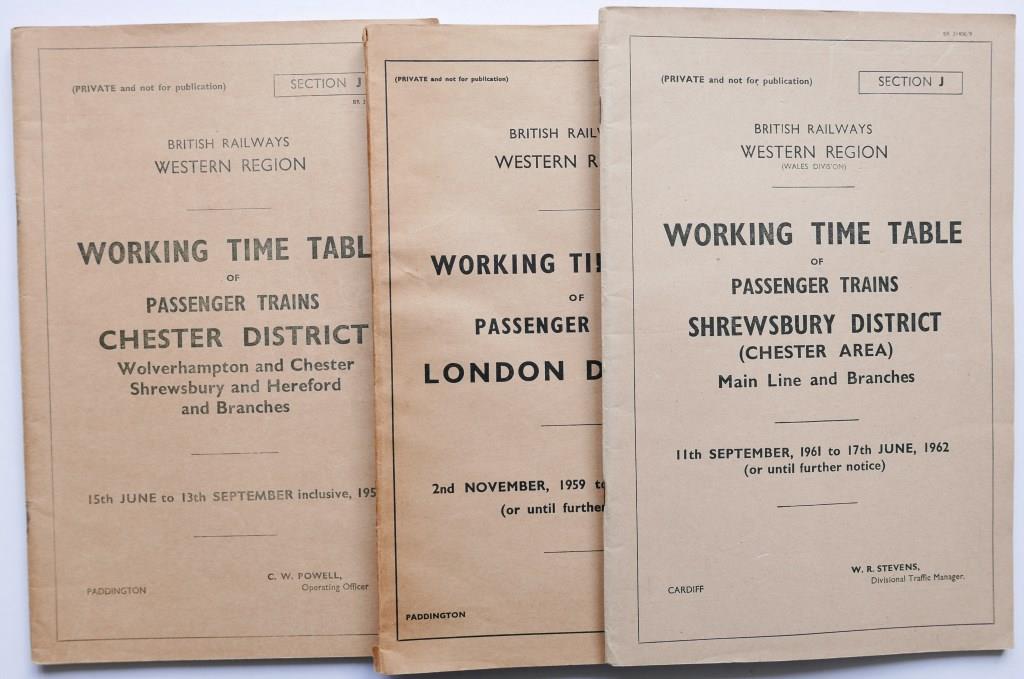 (PRIVATE and not for publication)
SECTION J
BRITISH RAILWAYS
WESTERN REGION
WORKING TIME TABL
OF
PASSENGER TRAINS
CHESTER DISTRICT
Wolverhampton and Chester
Shrewsbury and Hereford
and Branches
15th JUNE to 13th SEPTEMBER inclusive, 195
C. W. POWELL,
Operating Officer
PADDINGTON
(PRIVATE and not for publication)
BRITISH RAILW
WESTERN R
WORKING TI
OF
PASSENGER
LONDON D
2nd NOVEMBER, 1959 to
(or until further
PADDINGTON
(PRIVATE and not for publication)
SECTION J
BRITISH RAILWAYS
WESTERN REGION
(WALES DIVISION)
WORKING TIME TABLE
OF
PASSENGER TRAINS
SHREWSBURY DISTRICT
(CHESTER AREA)
Main Line and Branches
11th SEPTEMBER, 1961 to 17th JUNE, 1962
(or until further notice)
W. R. STEVENS,
Divisional Traffic Manager.
CARDIFF